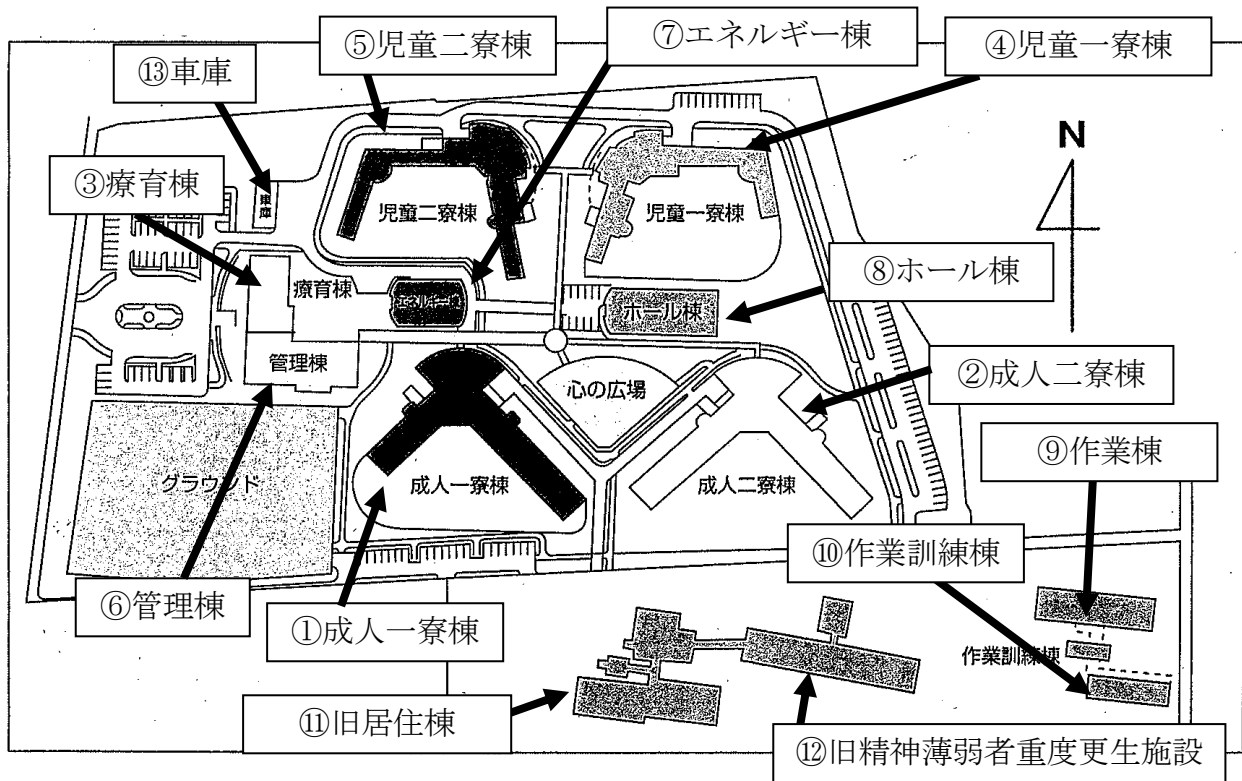 ⑤児童二寮棟
⑦エネルギー棟
④児童一寮棟
⑬車庫
N
③療育棟
車庫
児童二寮棟
児童一寮棟
⑧ホール棟
療育棟
エネルギー棟
ホール棟
管理棟
心の広場
②成人二寮棟
⑨作業棟
グラウンド
成人一寮棟
成人二寮棟
⑩作業訓練棟
⑥管理棟
①成人一寮棟
作業訓練棟
⑪旧居住棟
⑫旧精神薄弱者重度更生施設